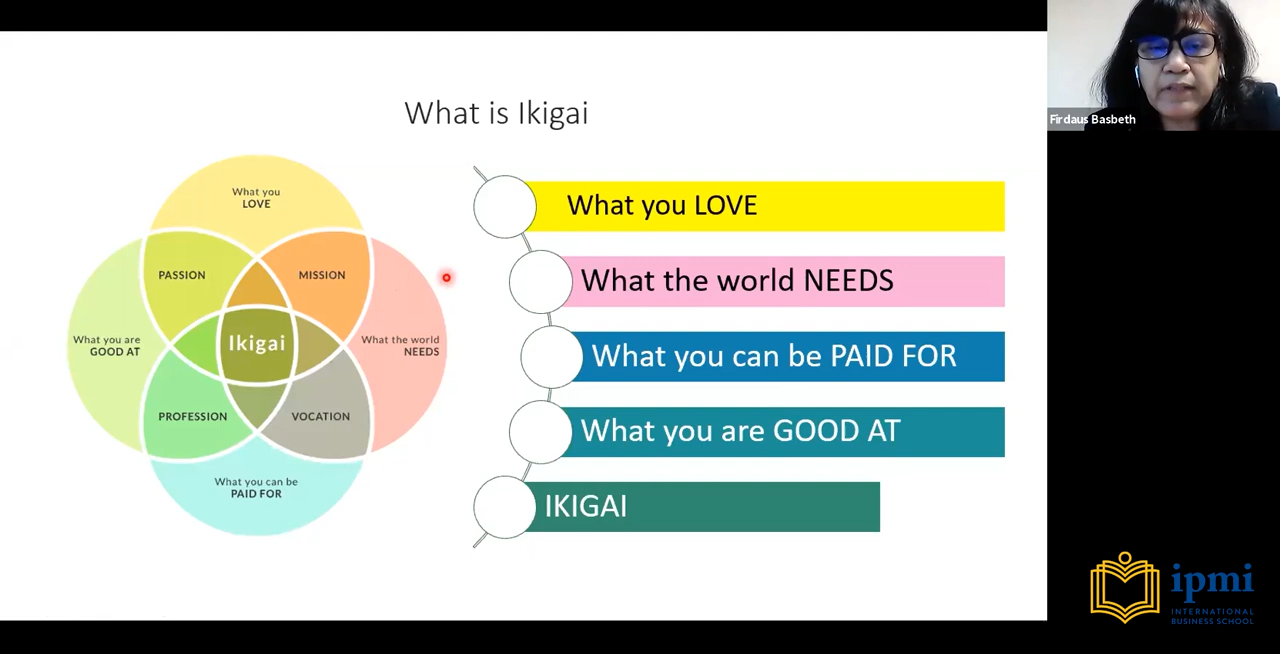 What is Ikigai
What you
LOVE
PASSION
MISSION
What you are
GOOD AT
Ikigai
What the world
NEEDS
PROFESSION
VOCATION
What you can be
PAID FOR
What you LOVE
What the world NEEDS
What you can be PAID FOR
What you are GOOD AT
IKIGAI
Firdaus Basbeth
ipmi
INTERNATIONAL
BUSINESS SCHOOL